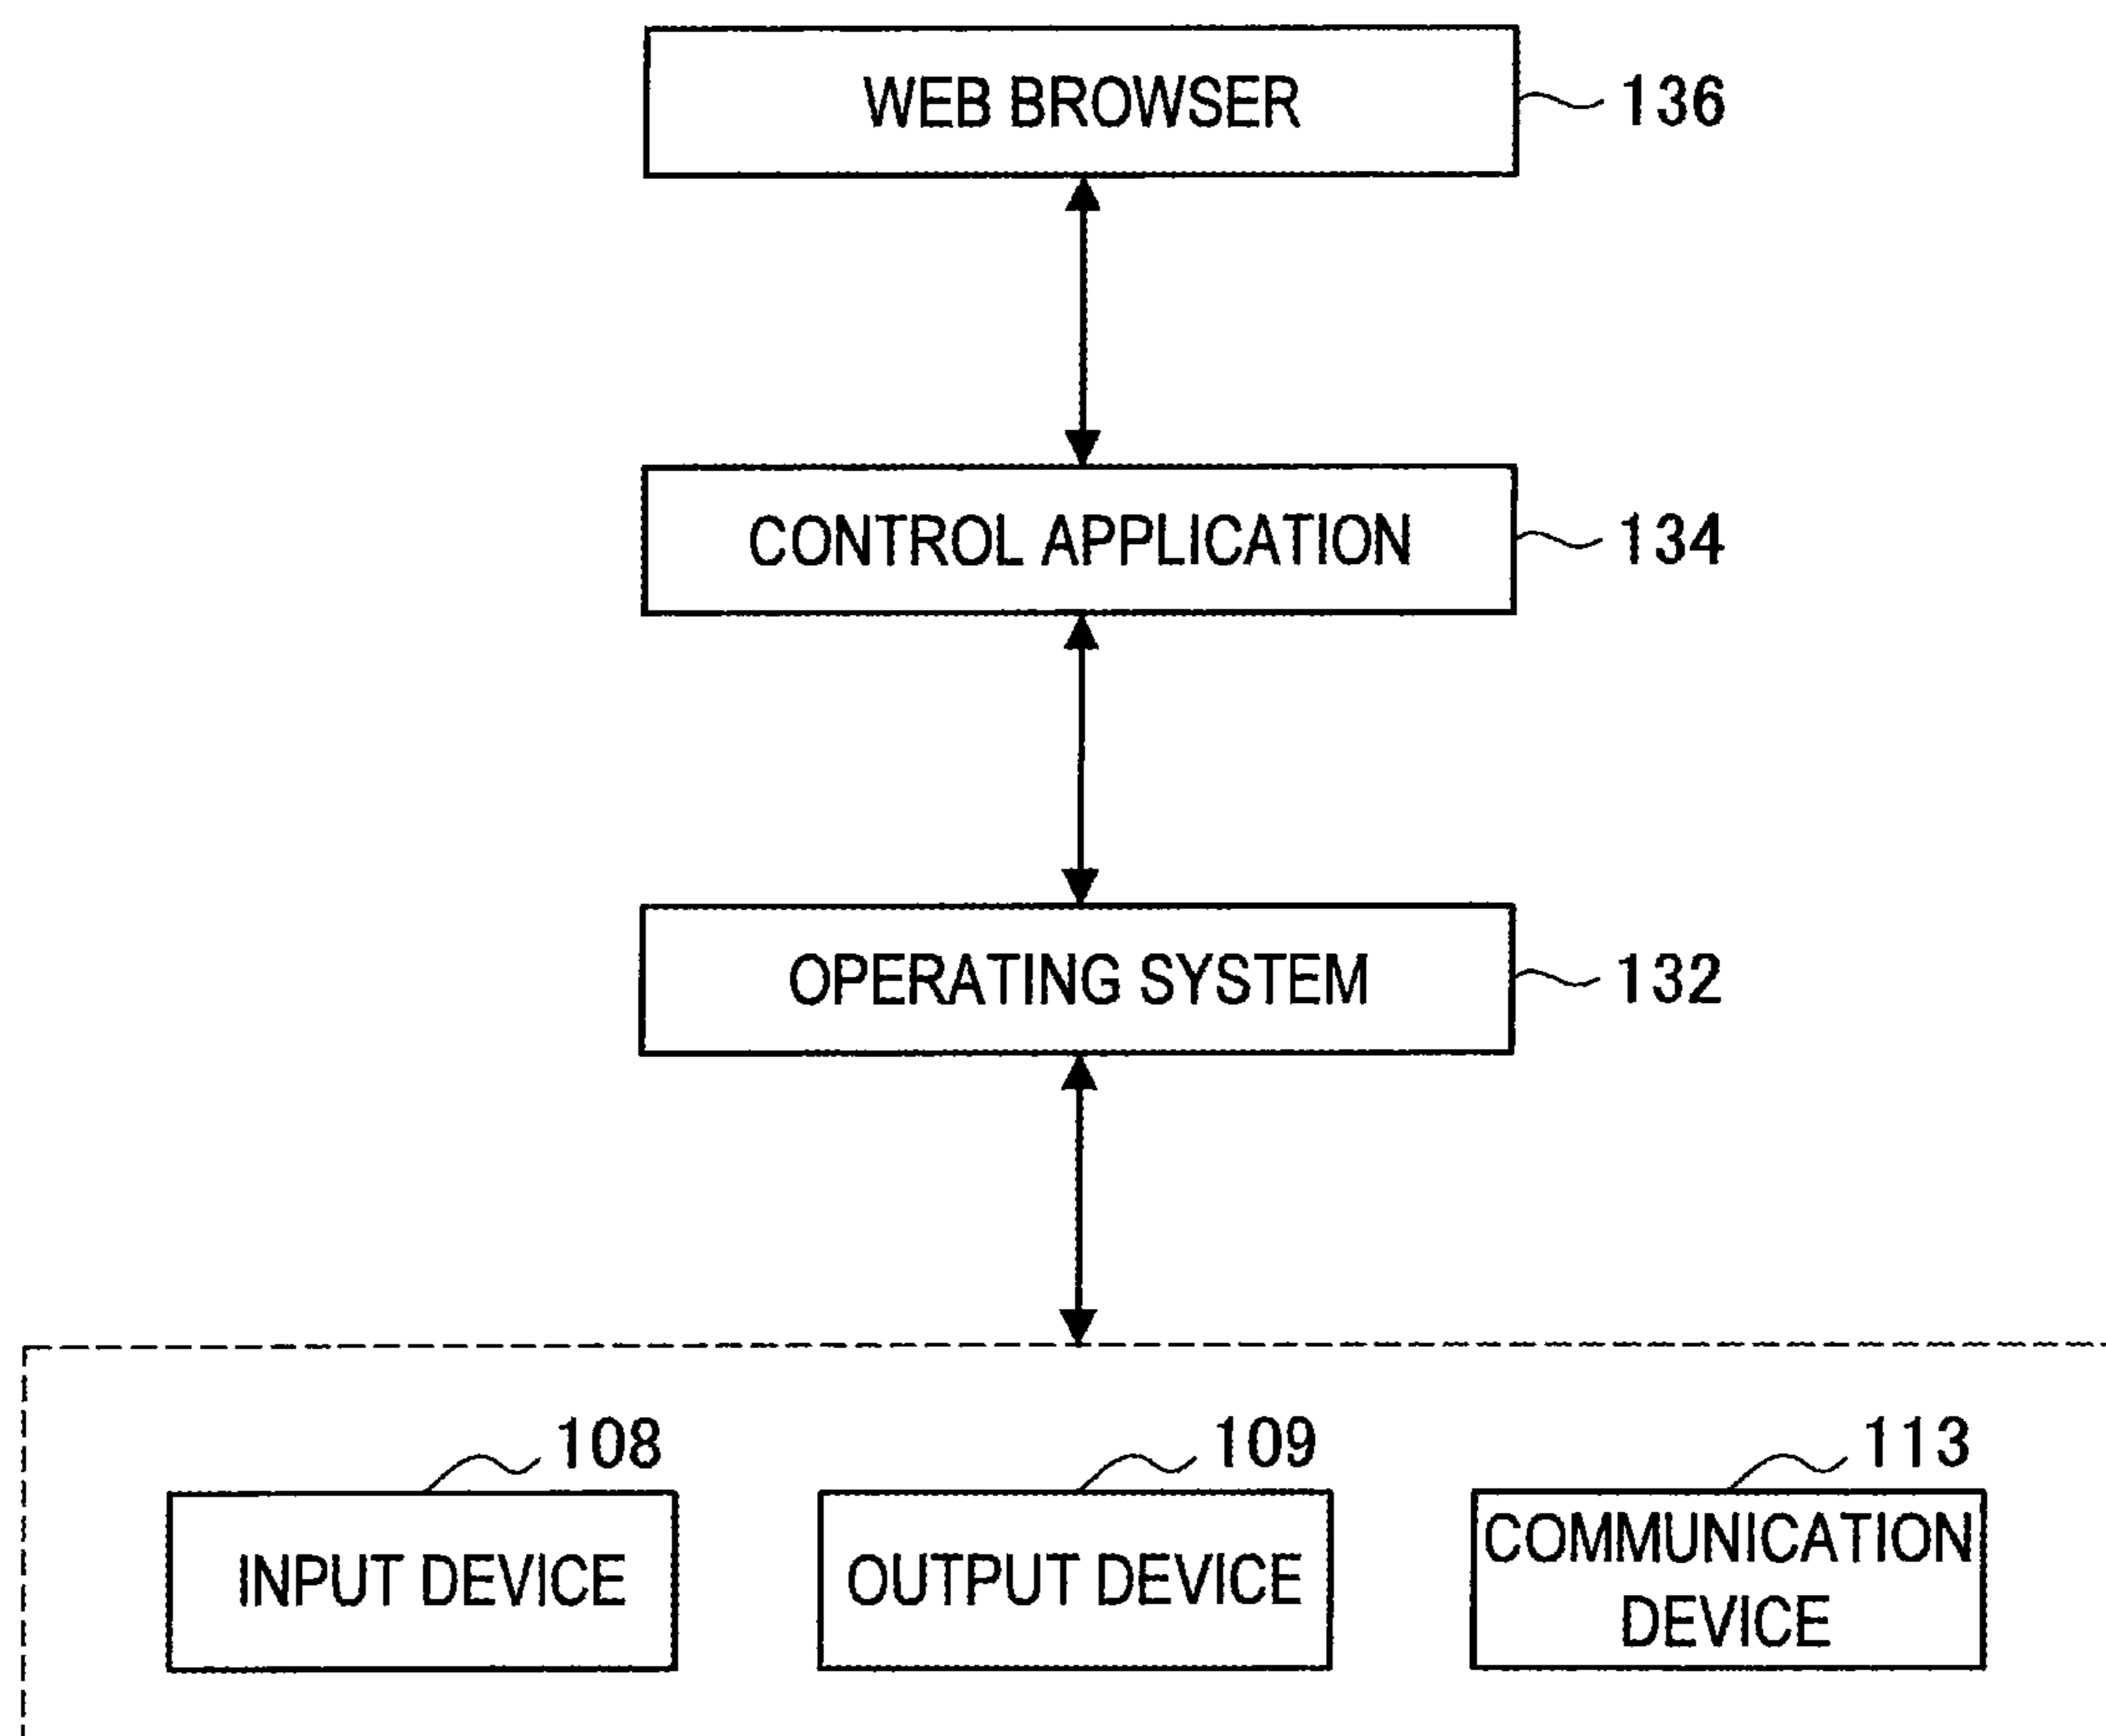 WEB BROWSER
136
CONTROL APPLICATION
134
OPERATING SYSTEM
132
108
109
113
INPUT DEVICE
OUTPUT DEVICE
COMMUNICATION
DEVICE